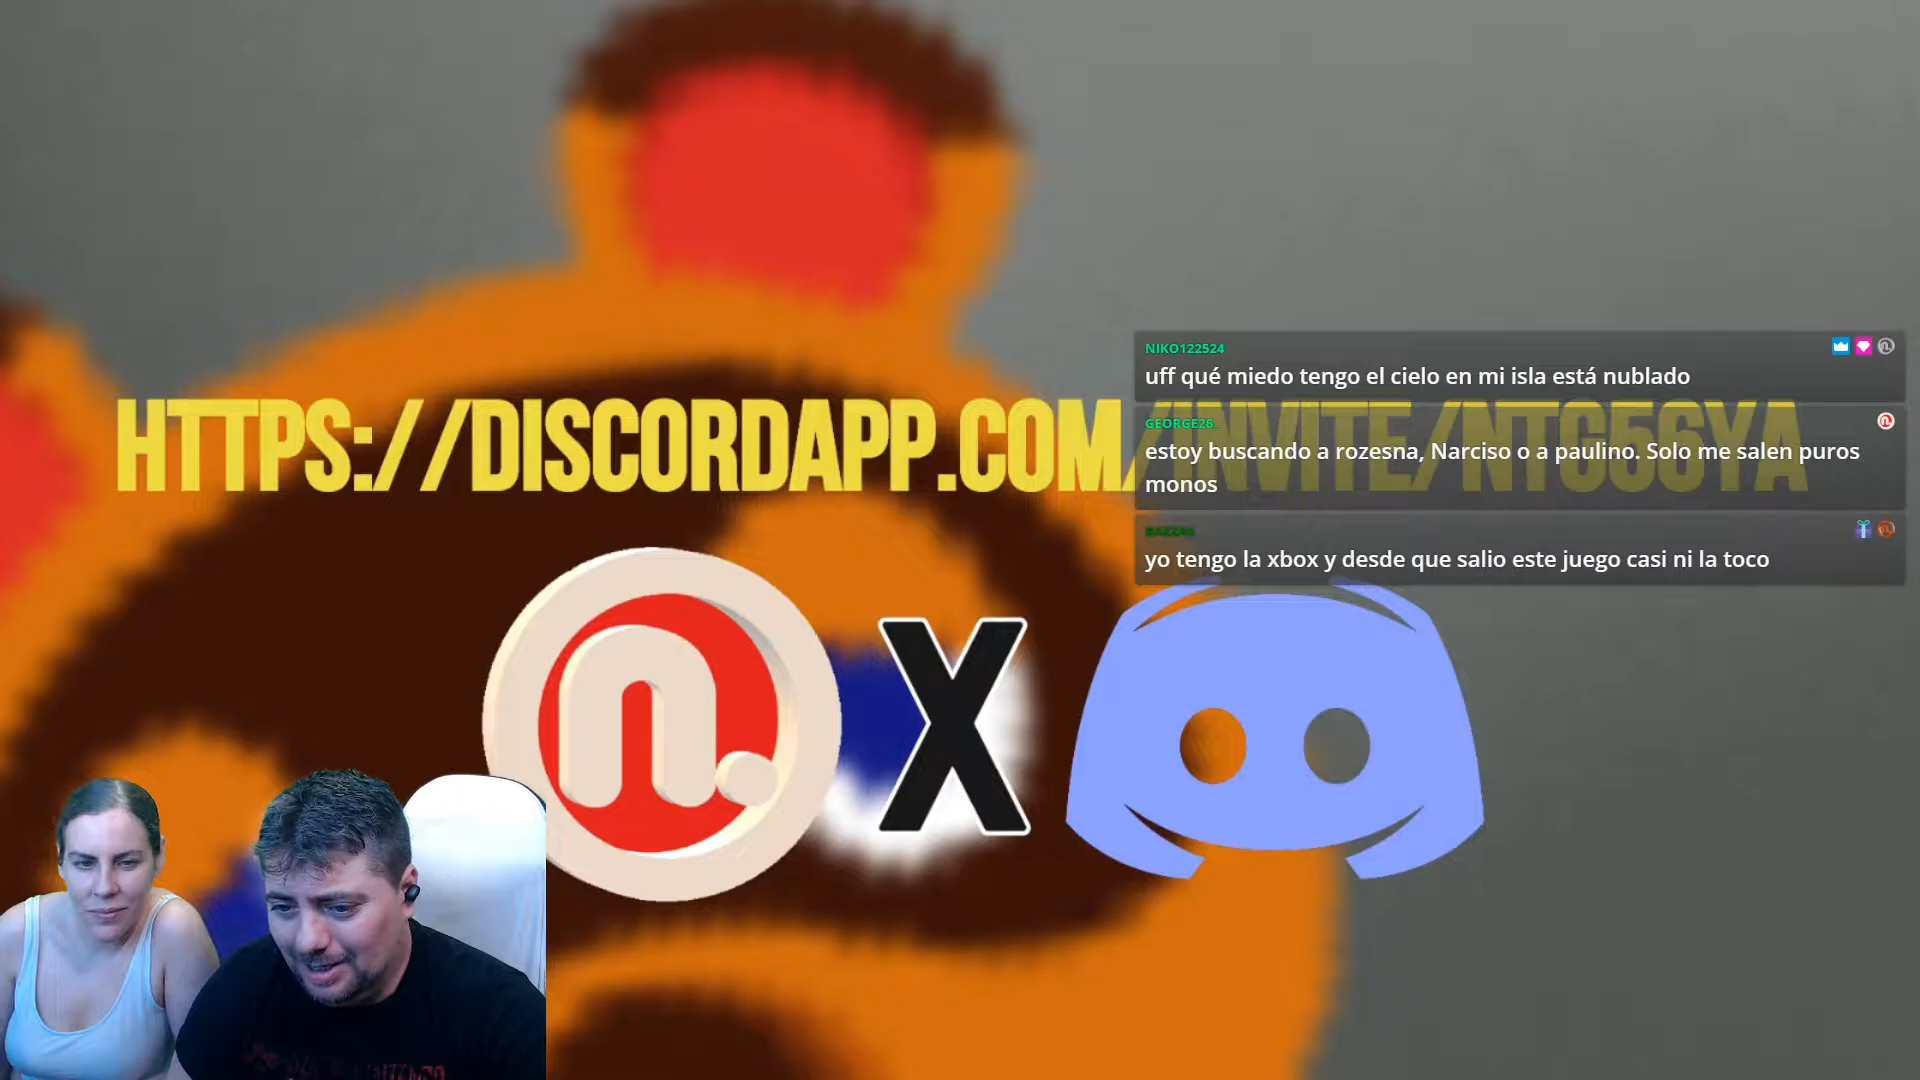 NIKO122524
uff qué miedo tengo el cielo en mi isla está nublado
HTTPS://DISCORDAPP.COM/INVITE/NTG56YA
GEORGE26_
estoy buscando a rozesna, Narciso o a paulino. Solo me salen puros
monos
yo tengo la xbox y desde que salio este juego casi ni la toco
n.
X